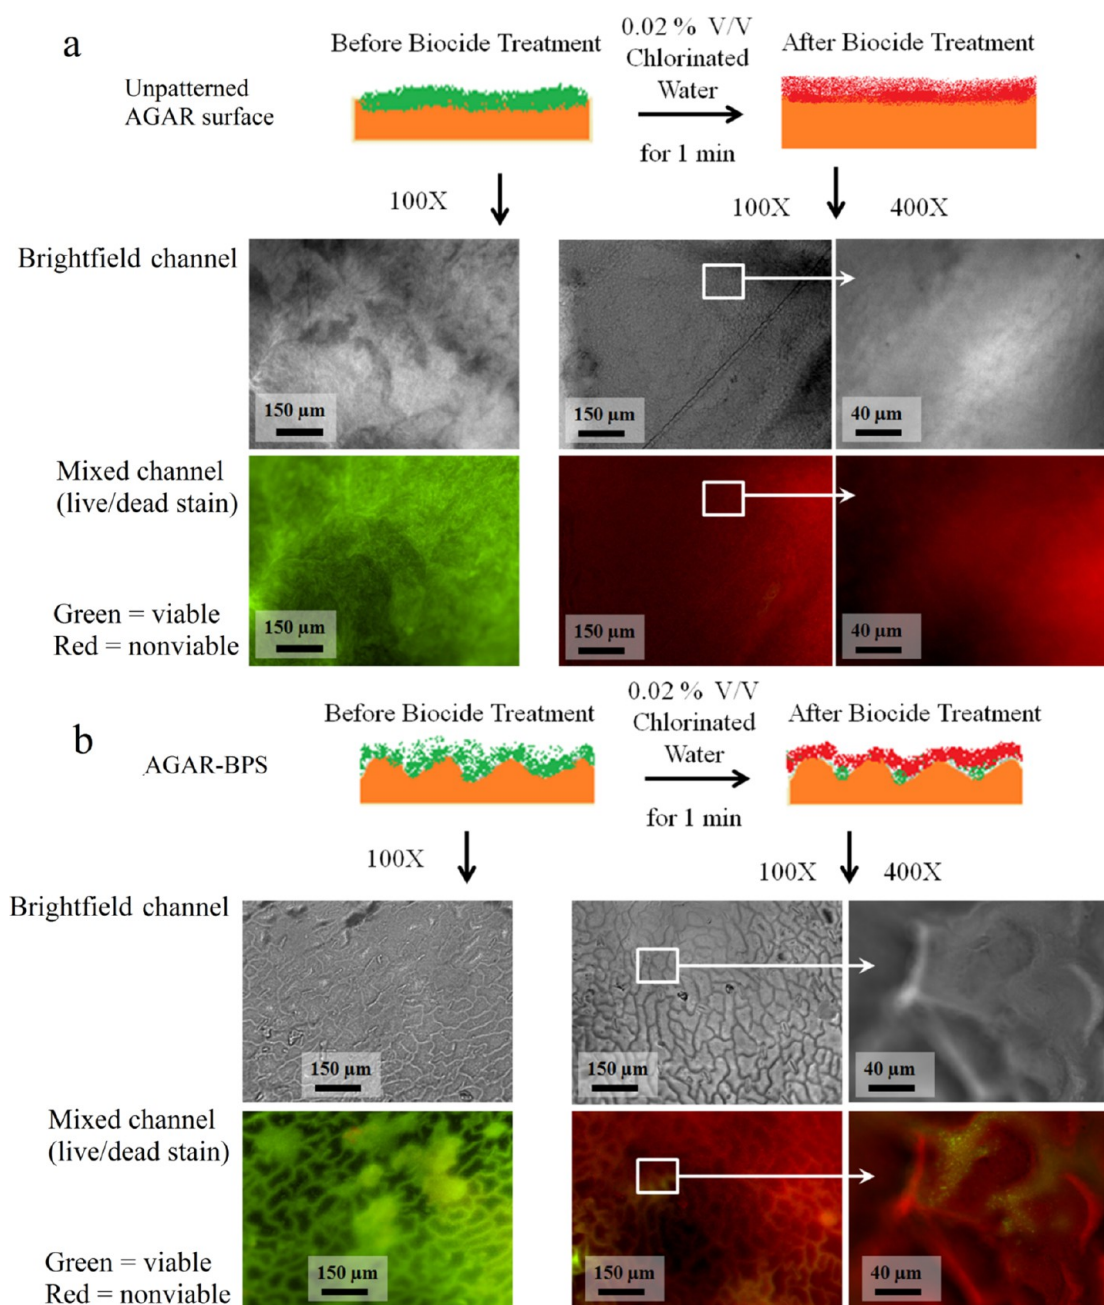 a
Before Biocide Treatment
0.02 % V/V
Chlorinated
Water
for 1 min
After Biocide Treatment
Unpatterned
AGAR surface
100X
100X
400X
Brightfield channel
150 µm
150 µm
40 µm
Mixed channel
(live/dead stain)
Green = viable
Red = nonviable
150 µm
150 µm
40 µm
b
Before Biocide Treatment
0.02 % V/V
Chlorinated
Water
for 1 min
After Biocide Treatment
AGAR-BPS
100X
100X
400X
Brightfield channel
150 µm
150 µm
40 µm
Mixed channel
(live/dead stain)
Green = viable
Red = nonviable
150 µm
150 µm
40 µm